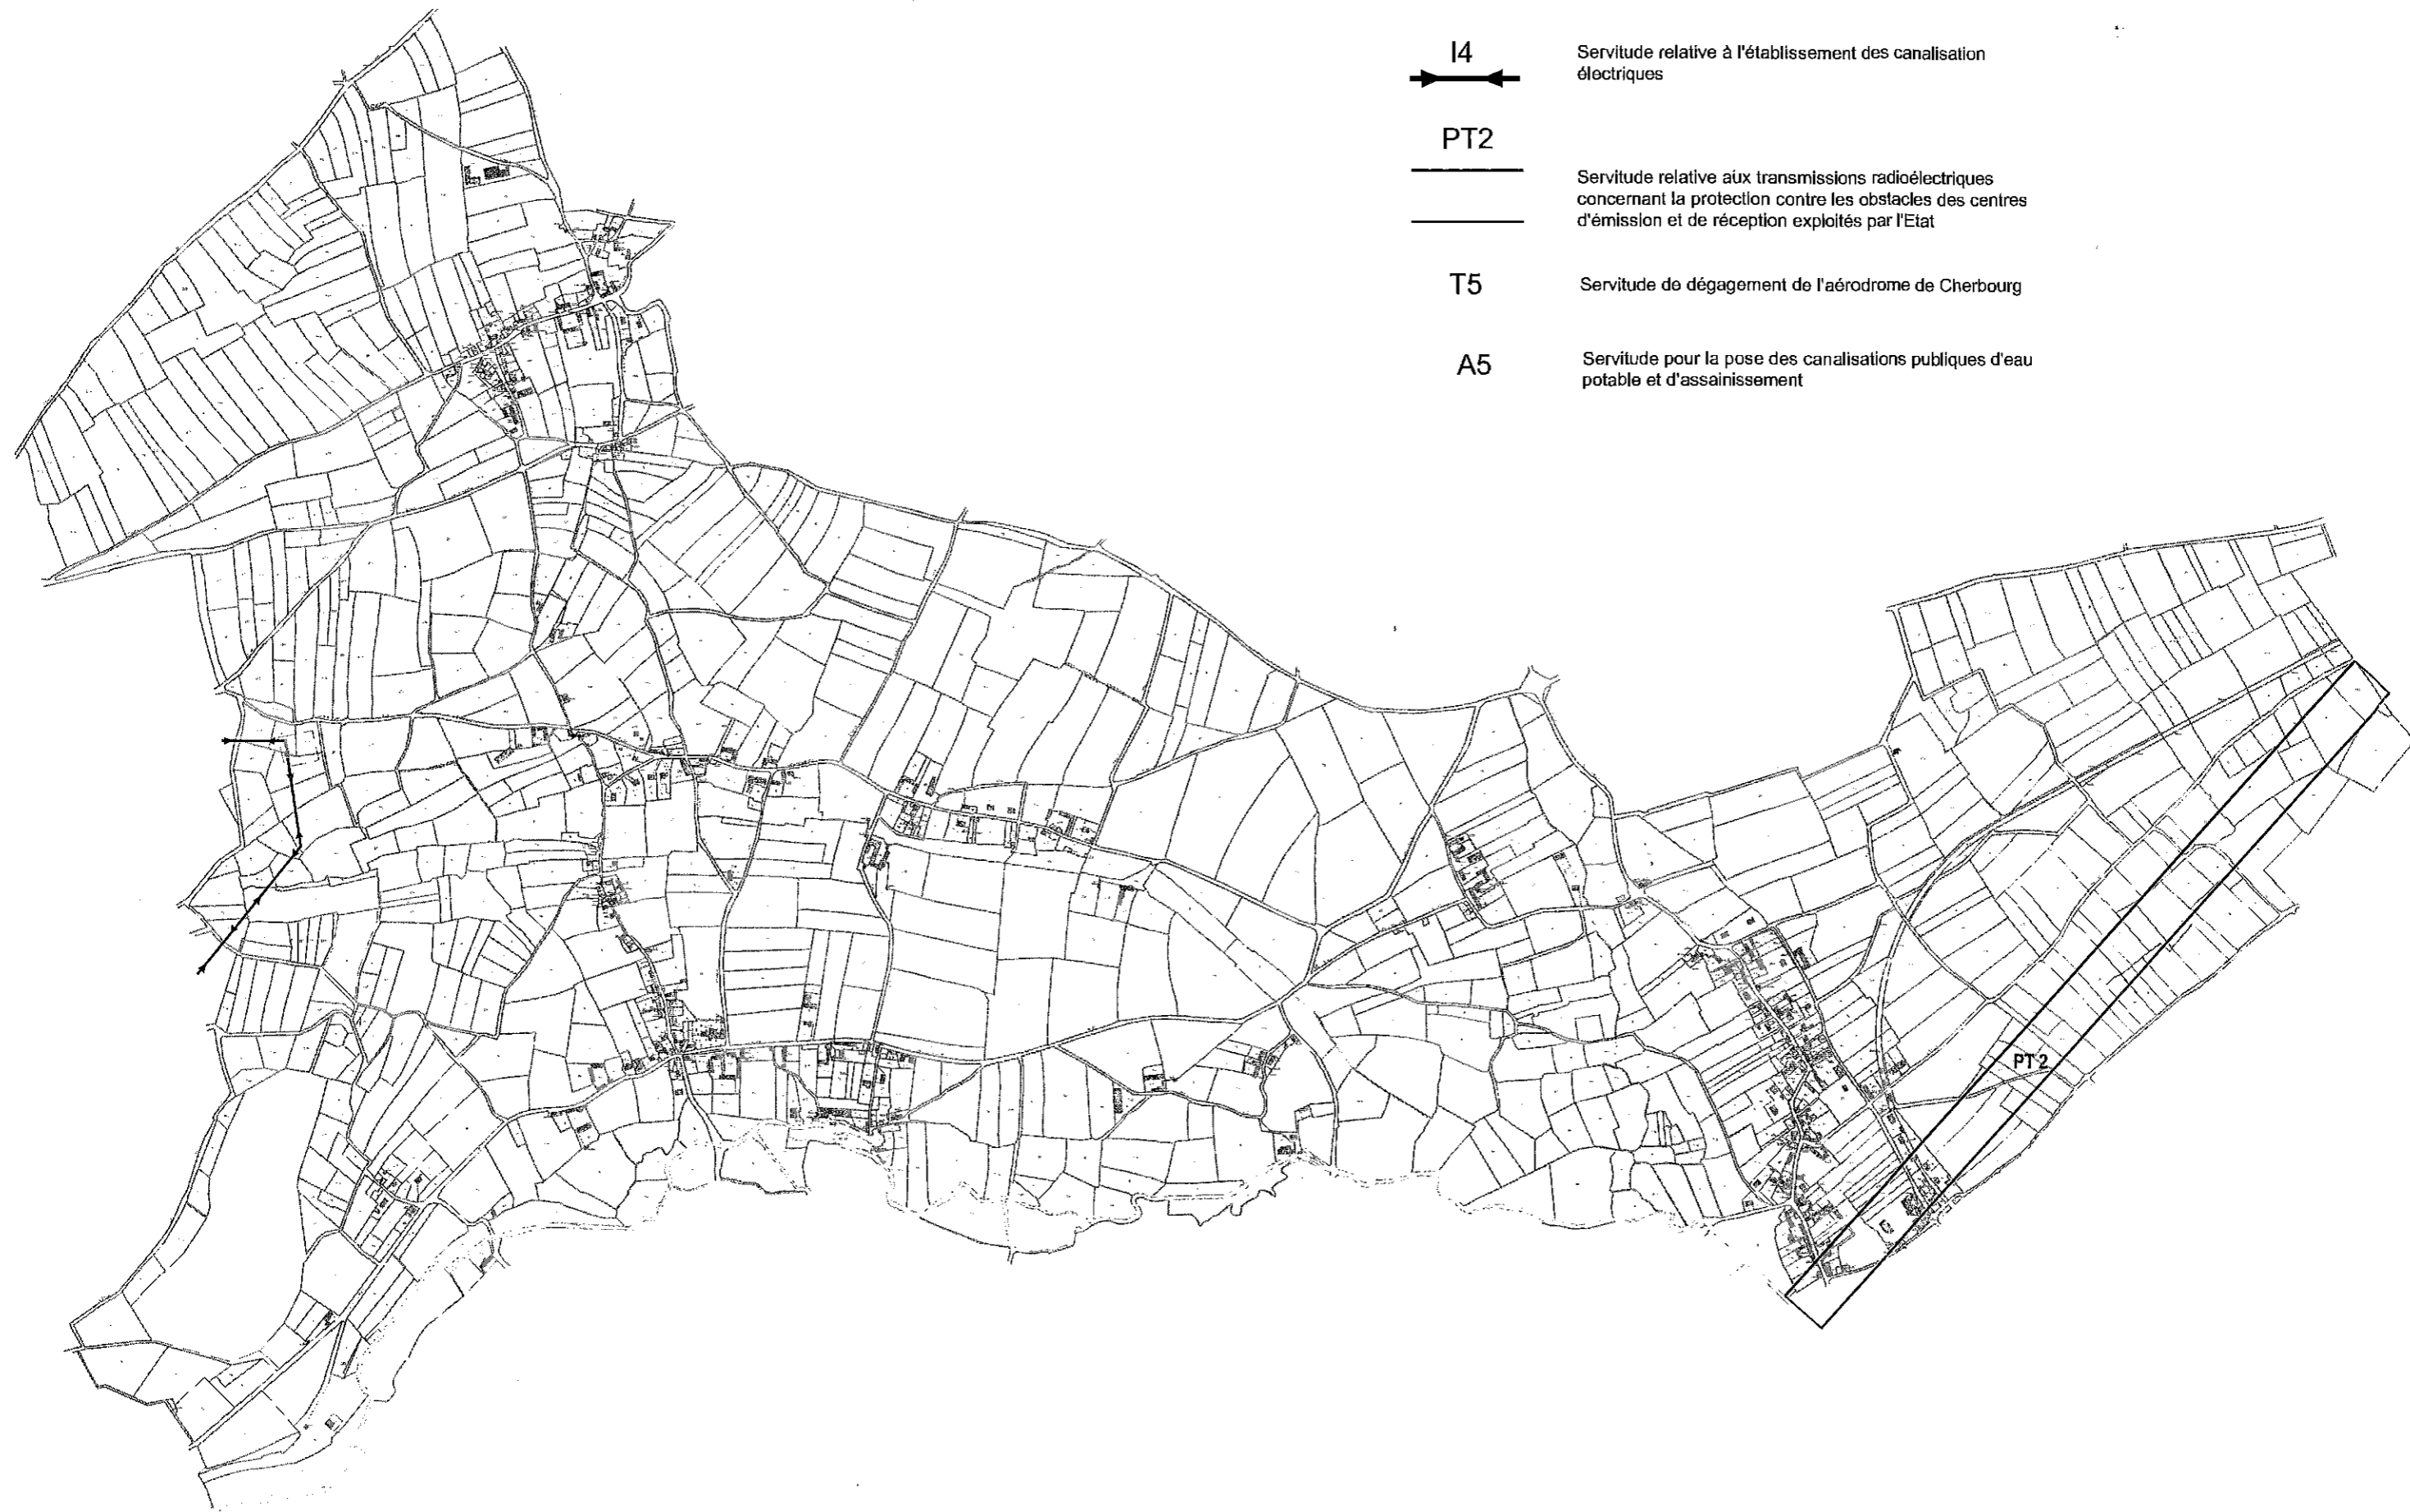 I4
Servitude relative à l'établissement des canalisation
électriques
PT2
Servitude relative aux transmissions radioélectriques
concernant la protection contre les obstacles des centres
d'émission et de réception exploités par l'Etat
T5
Servitude de dégagement de l'aérodrome de Cherbourg
A5
Servitude pour la pose des canalisations publiques d'eau
potable et d'assainissement
PT 2